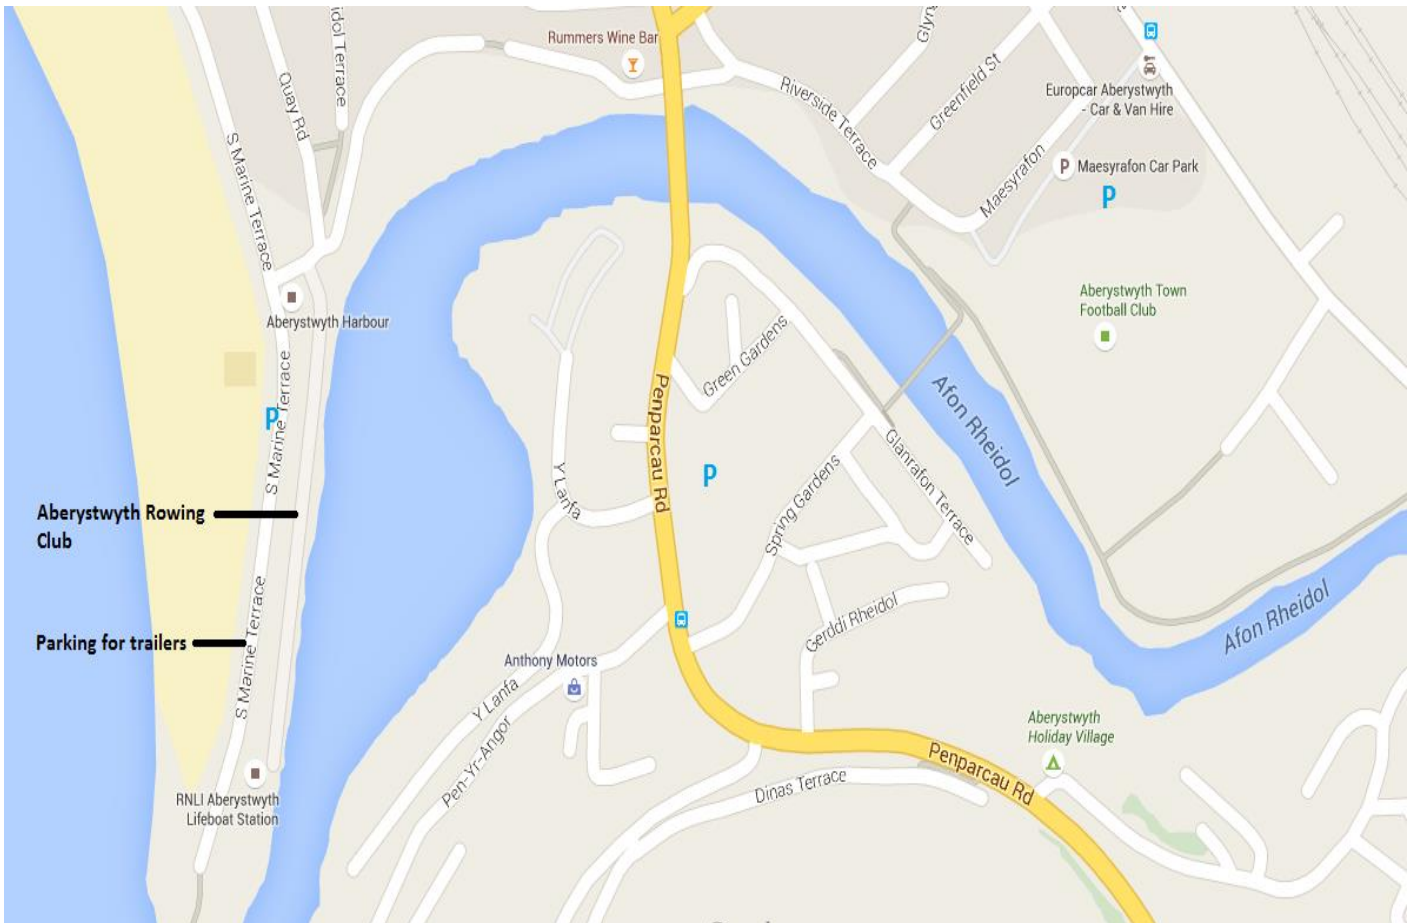 idol Terrace
Rummers Wine Bar
Glyn
Quay Rd
Greenfield St
Europcar Aberystwyth
- Car & Van Hire
Riverside Terrace
S Marine Terrace
Maesyrafon
P Maesyrafon Car Park
P
Aberystwyth Harbour
Aberystwyth Town
Football Club
Green Gardens
Penparcau Rd
S Marine Terrace
P
Afon Rheidol
Glanrafon Terrace
P
Y Lanfa
Spring Gardens
Aberystwyth Rowing
Club
Afon Rheidol
Gerddi Rheidol
Parking for trailers
S Marine Terrace
Anthony Motors
Y Lanfa
Pen-Yr-Angor
Aberystwyth
Holiday Village
Penparcau Rd
Dinas Terrace
RNLI Aberystwyth
Lifeboat Station